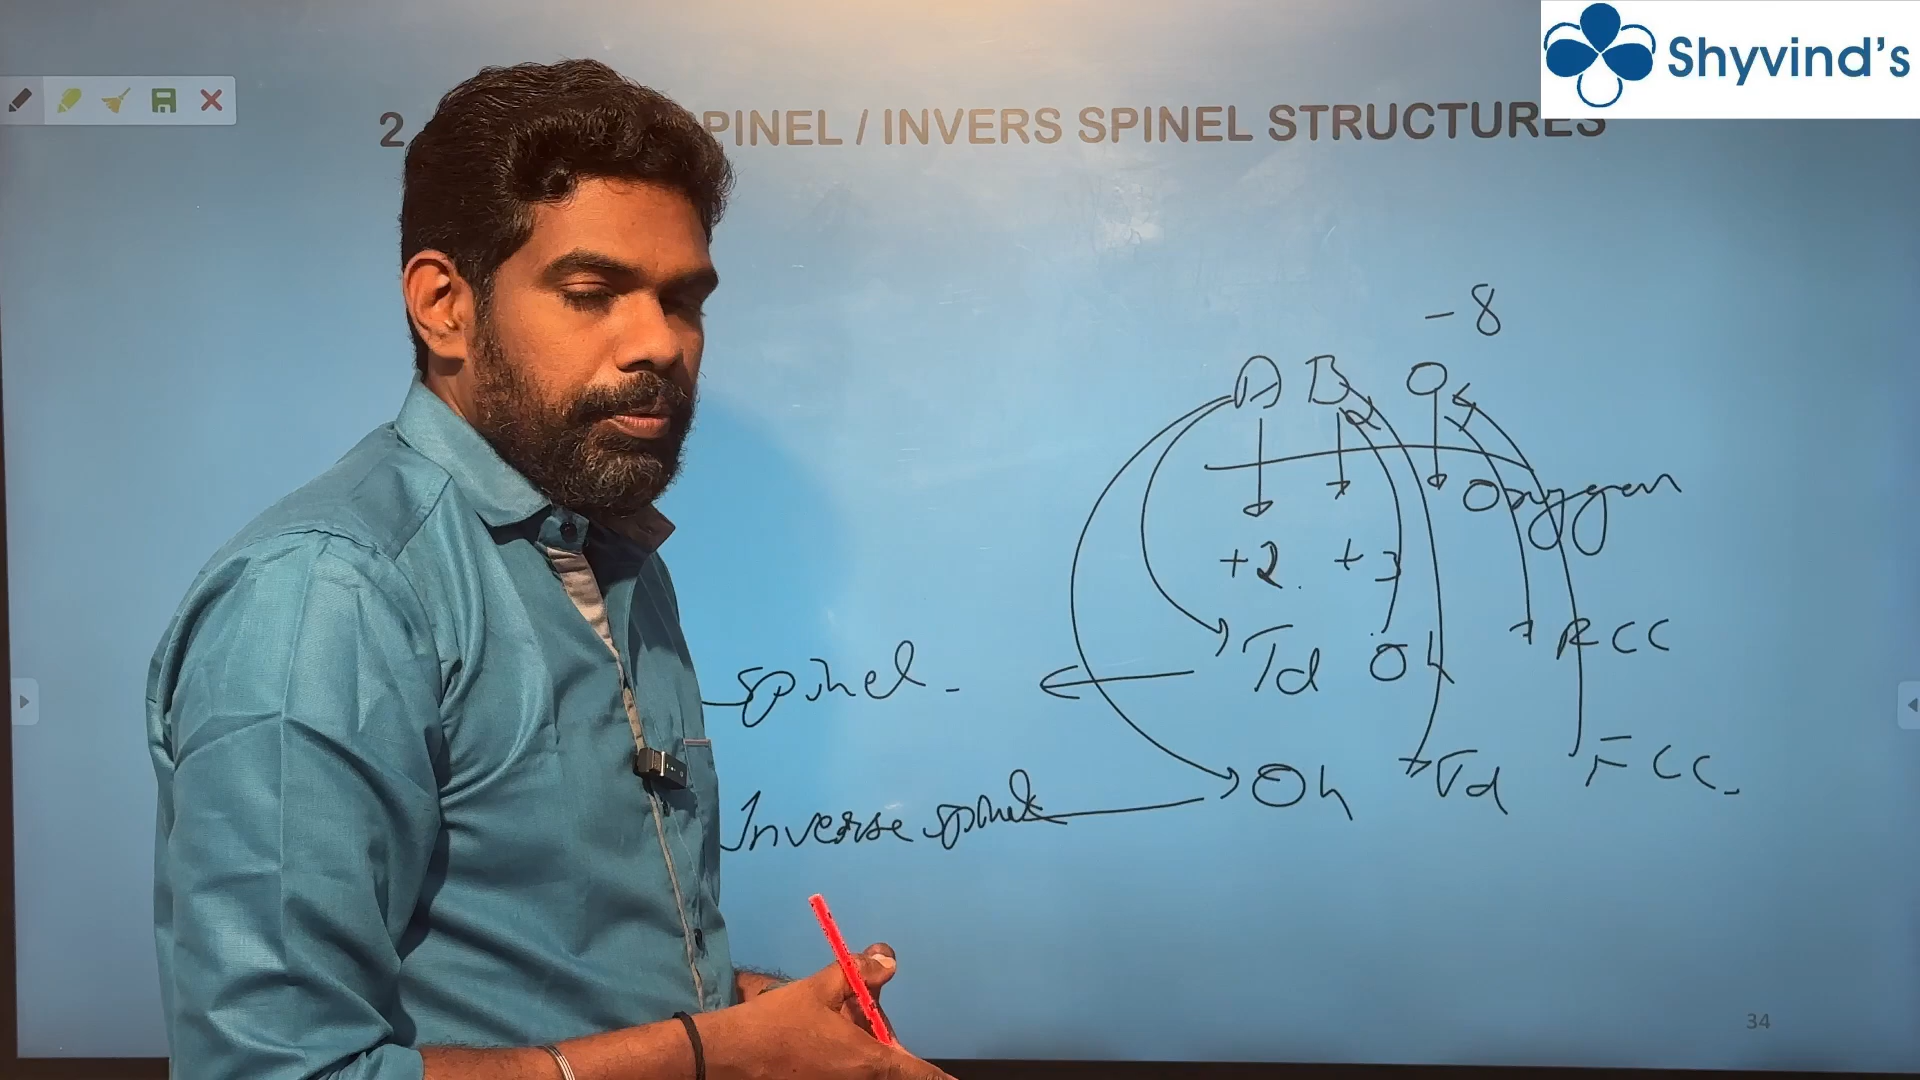 Shyvind's
2. SPINEL / INVERS SPINEL STRUCTURES
-8
A B2 O4
Oxygen
+2 +3
Td Oh FCC
spinel -
Oh Td FCC.
Inverse spinel
34